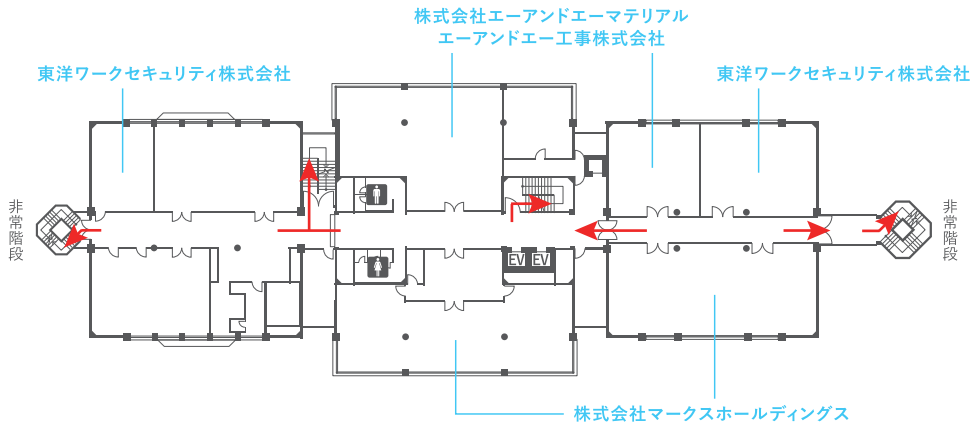 株式会社エーアンドエーマテリアル
エーアンドエー工事株式会社
東洋ワークセキュリティ株式会社
東洋ワークセキュリティ株式会社
非常階段
非常階段
EV
EV
株式会社マークスホールディングス